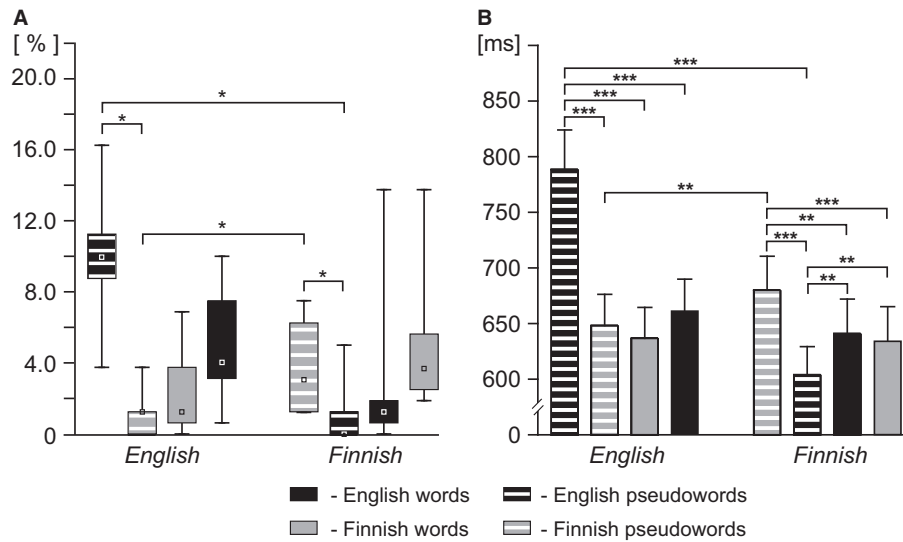 A
[ % ]
20.0
16.0
12.0
8.0
4.0
0
*
*
*
*
English
Finnish
B
[ms]
850
800
750
700
650
600
0
***
***
***
***
**
***
**
***
**
**
English
Finnish
- English words
- English pseudowords
- Finnish words
- Finnish pseudowords